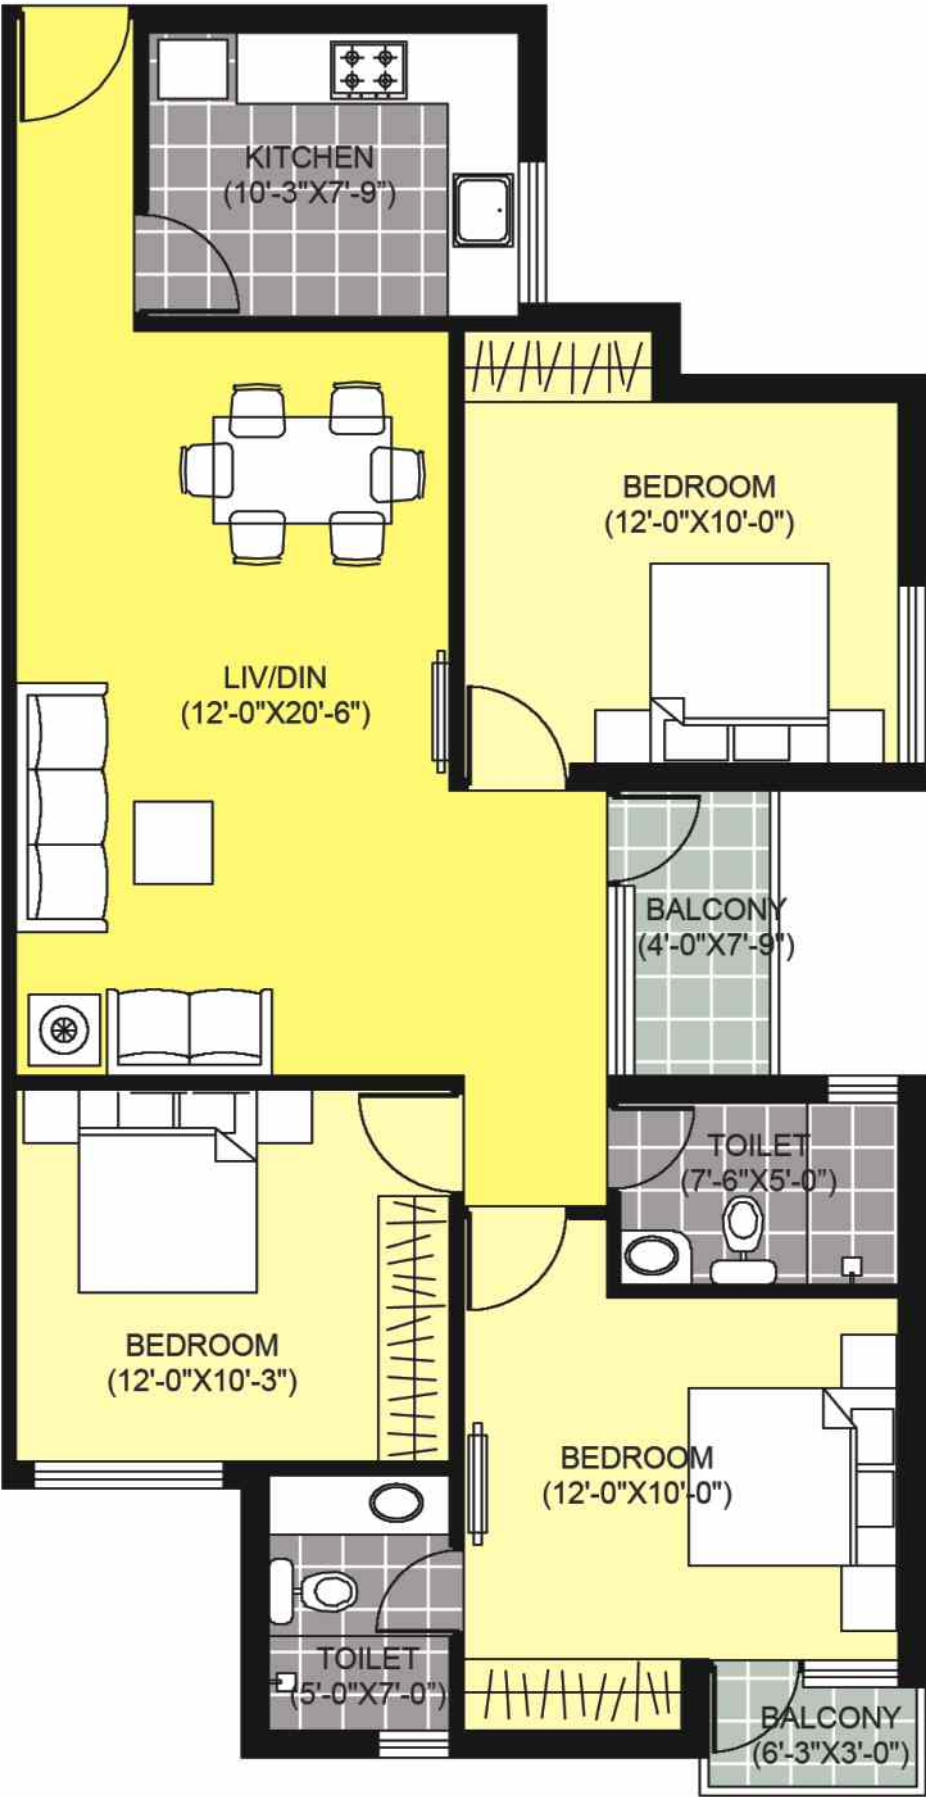 KITCHEN
(10'-3"X7'-9")
BEDROOM
(12'-0"X10'-0")
LIV/DIN
(12'-0"X20'-6")
BALCONY
(4'-0"X7'-9")
TOILET
(7'-6"X5'-0")
BEDROOM
(12'-0"X10'-3")
BEDROOM
(12'-0"X10'-0")
TOILET
(5'-0"X7'-0")
BALCONY
(6'-3"X3'-0")